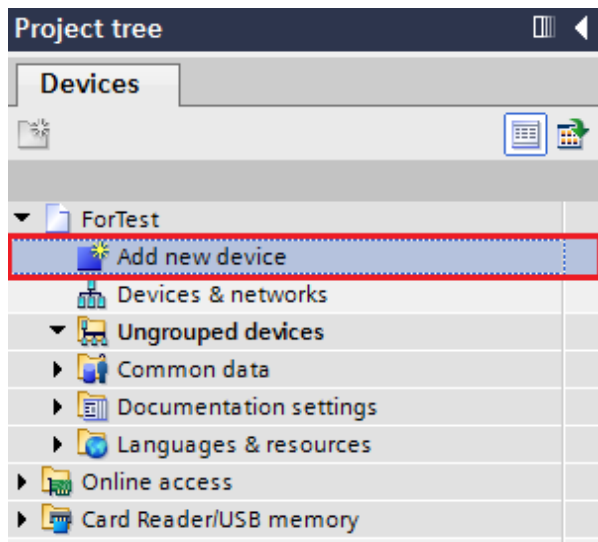 Project tree
Devices
ForTest
Add new device
Devices & networks
Ungrouped devices
Common data
Documentation settings
Languages & resources
Online access
Card Reader/USB memory